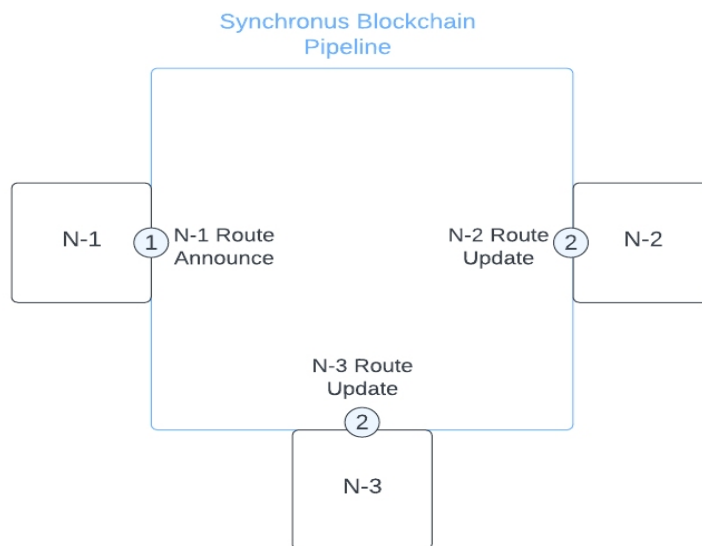 Synchronus Blockchain
Pipeline
N-1
1
N-1 Route
Announce
N-2 Route
Update
2
N-2
N-3 Route
Update
2
N-3